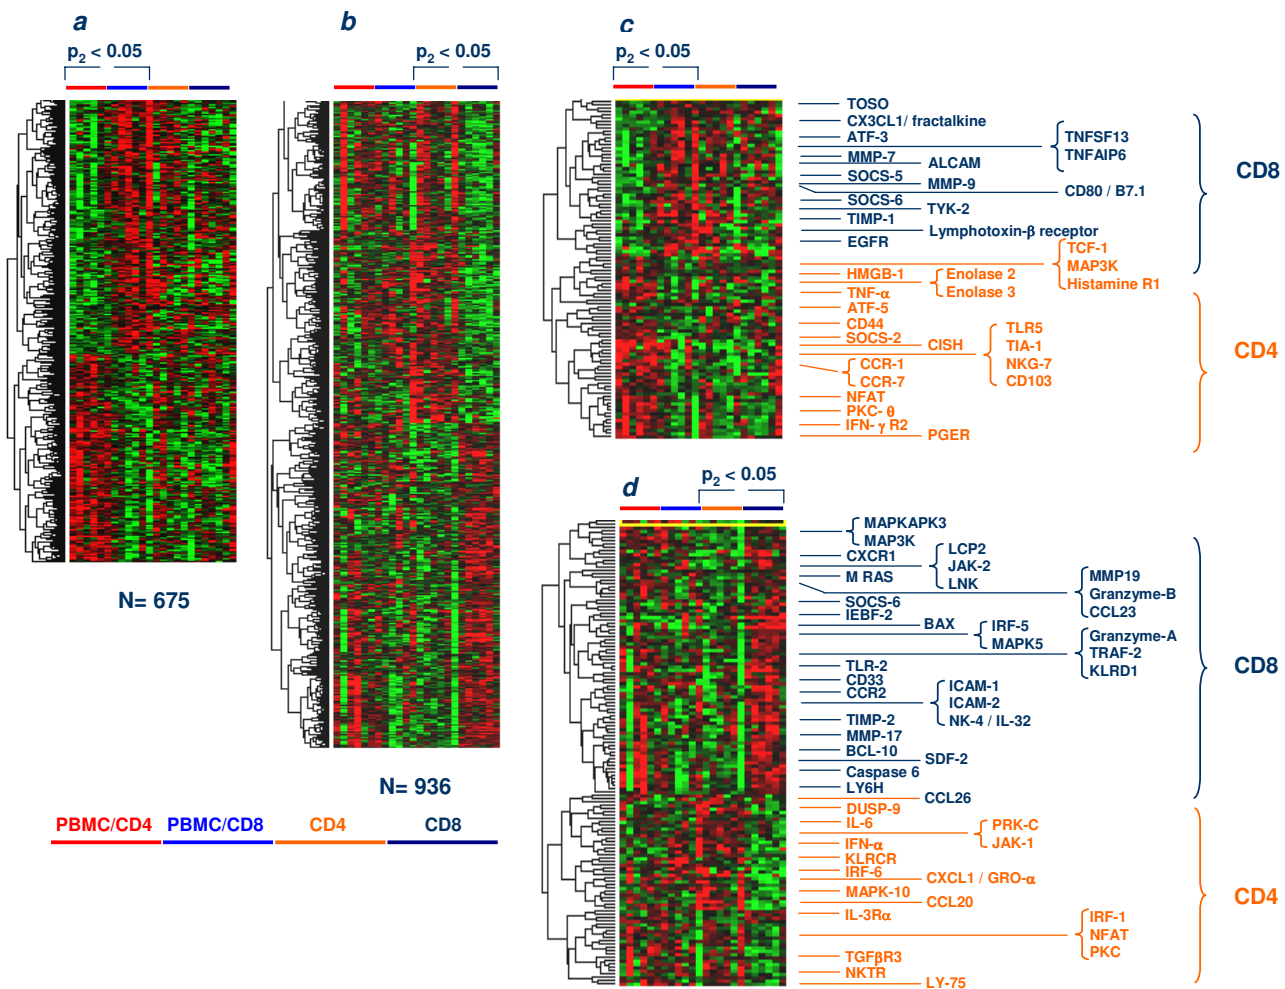 a
p2 < 0.05
N= 675
b
p2 < 0.05
N= 936
PBMC/CD4 PBMC/CD8 CD4 CD8
c
p2 < 0.05
TOSO
CX3CL1/ fractalkine
ATF-3
TNFSF13
TNFAIP6
MMP-7
ALCAM
SOCS-5
MMP-9
CD80 / B7.1
SOCS-6
TYK-2
TIMP-1
Lymphotoxin-β receptor
EGFR
CD8
TCF-1
MAP3K
Histamine R1
HMGB-1
Enolase 2
Enolase 3
TNF-α
ATF-5
CD44
SOCS-2
CISH
TLR5
TIA-1
NKG-7
CD103
CCR-1
CCR-7
NFAT
PKC- θ
IFN- γ R2
PGER
CD4
d
p2 < 0.05
MAPKAPK3
MAP3K
CXCR1
LCP2
JAK-2
LNK
M RAS
MMP19
Granzyme-B
CCL23
SOCS-6
IEBF-2
BAX
IRF-5
MAPK5
Granzyme-A
TRAF-2
KLRD1
TLR-2
CD33
CCR2
ICAM-1
ICAM-2
NK-4 / IL-32
TIMP-2
MMP-17
BCL-10
SDF-2
Caspase 6
LY6H
CD8
CCL26
DUSP-9
IL-6
PRK-C
JAK-1
IFN-α
KLRCR
IRF-6
CXCL1 / GRO-α
MAPK-10
CCL20
IL-3Rα
IRF-1
NFAT
PKC
TGFβR3
NKTR
LY-75
CD4